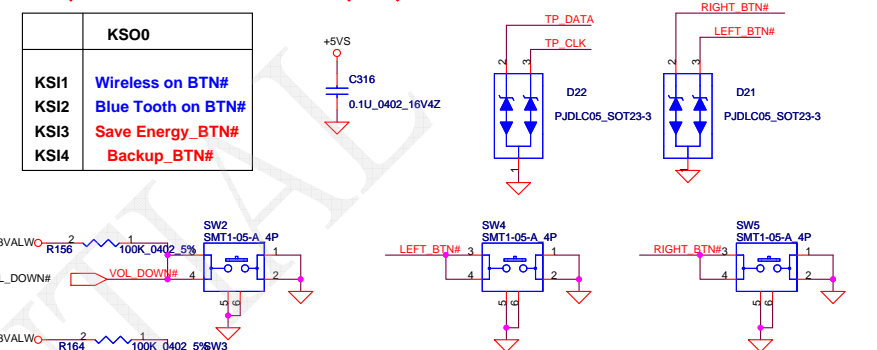 KSO0
KSI1 Wireless on BTN#
KSI2 Blue Tooth on BTN#
KSI3 Save Energy_BTN#
KSI4 Backup_BTN#
+5VS
C316
0.1U_0402_16V4Z
TP_DATA
TP_CLK
2 3
D22
PJDLC05_SOT23-3
1
RIGHT_BTN#
LEFT_BTN#
2 3
D21
PJDLC05_SOT23-3
1
BVALW
R156
2 1
100K_0402_5%
SW2
SMT1-05-A_4P
1
L_DOWN#
VOL_DOWN#
4 2
5 6
BVALW
R164
2 1
100K_0402_5%
SW3
SW4
SMT1-05-A_4P
LEFT_BTN#
3 1
4 2
5 6
SW5
SMT1-05-A_4P
RIGHT_BTN#
3 1
4 2
5 6